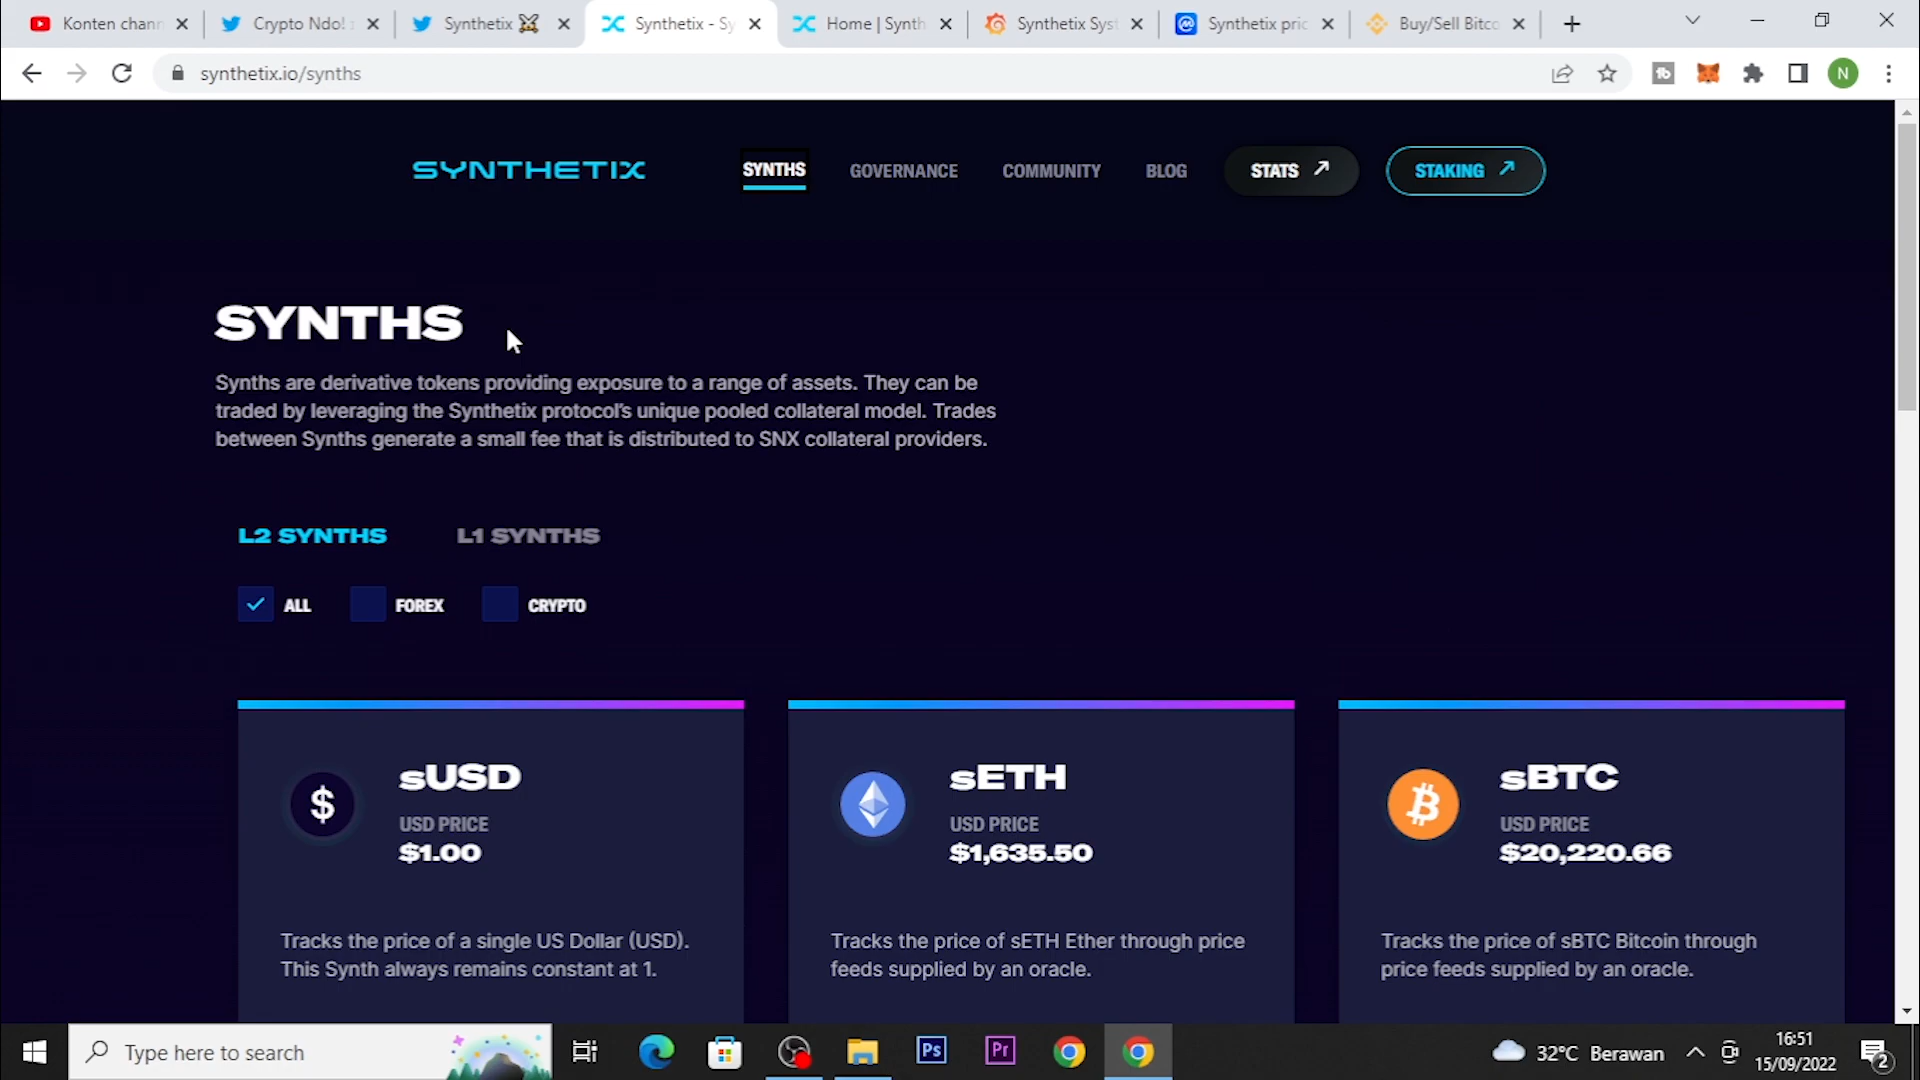 Konten chann
Crypto Ndo!
Synthetix
Synthetix - Sy
Home | Synth
Synthetix Syst
Synthetix pric
Buy/Sell Bitco
synthetix.io/synths
N
SYNTHETIX
SYNTHS
GOVERNANCE
COMMUNITY
BLOG
STATS
STAKING
SYNTHS
Synths are derivative tokens providing exposure to a range of assets. They can be
traded by leveraging the Synthetix protocol's unique pooled collateral model. Trades
between Synths generate a small fee that is distributed to SNX collateral providers.
L2 SYNTHS
L1 SYNTHS
ALL
FOREX
CRYPTO
sUSD
USD PRICE
$1.00
Tracks the price of a single US Dollar (USD).
This Synth always remains constant at 1.
sETH
USD PRICE
$1,635.50
Tracks the price of sETH Ether through price
feeds supplied by an oracle.
sBTC
USD PRICE
$20,220.66
Tracks the price of sBTC Bitcoin through
price feeds supplied by an oracle.
Type here to search
Ps
Pr
32°C Berawan
16:51
15/09/2022
2